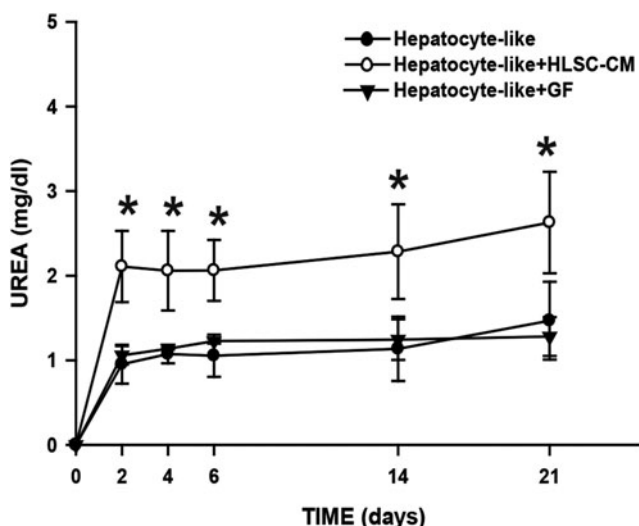 5
Hepatocyte-like
Hepatocyte-like+HLSC-CM
Hepatocyte-like+GF
4
3
2
1
0
UREA (mg/dl)
* * * * *
0 2 4 6 14 21
TIME (days)